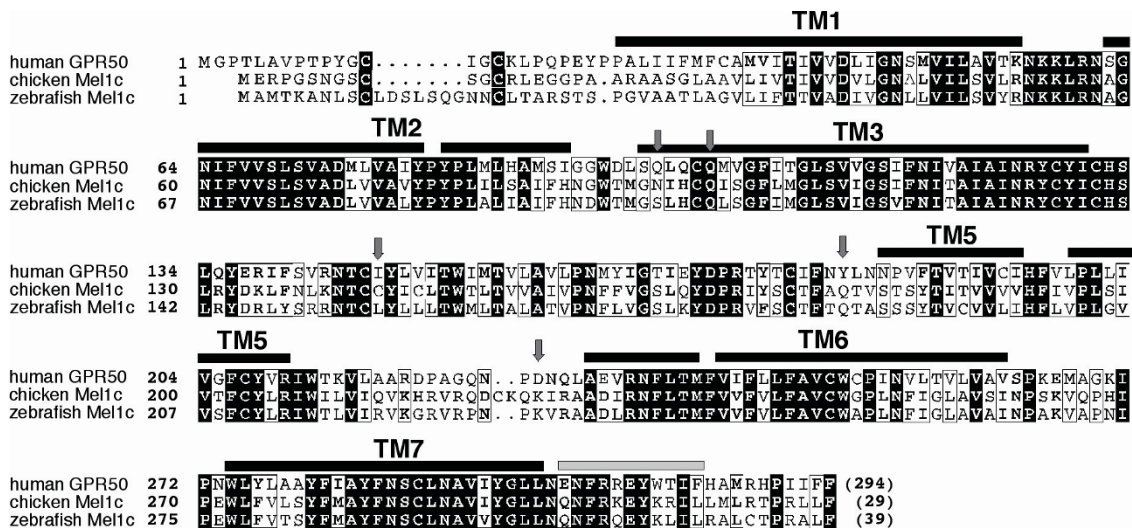 TM1
human GPR50 1 MGPTLAVPTPYGC.......IGCKLPQPEYPPALIIFMFCAMVITIVVDLIGNSMVILAVTKNKKLRNSG
chicken Mel1c 1 MERPGSNGSC.......SGCRLEGGPA.ARAASGLAAVLIVTIVVDVLGNALVILSVLRNKKLRNAG
zebrafish Mel1c 1 MAMTKANLSCLDSLSQGNNCLTARSTS.PGVAATLAGVLIFTTVADIVGNLLVILSVYRNKKLRNAG
TM2 TM3
human GPR50 64 NIFVVSLSVADMLVAIYPYPLMLHAMSIGGWDLSQLQCQMVGFITGLSVVGSIFNIVAIAINRYCYICHS
chicken Mel1c 60 NIFVVSLSVADLVVAVYPYPLILSAIFHNGWTMGNIHCQISGFLMGLSVIGSIFNITAIAINRYCYICHS
zebrafish Mel1c 67 NIFVVSLSVADLVVALYPYPLALIAIFHNDWTMGSLHCQLSGFIMGLSVIGSVFNITAIAINRYCYICHS
TM5
human GPR50 134 LQYERIFSVRNTCIYLVITWIMTVLAVLPNMYIGTIEYDPRTYTCIFNYLNNPVFTVTIVCIHFVLPLLI
chicken Mel1c 130 LRYDKLFNLKNTCCYICLTWTLTVVAIVPNFFVGSLQYDPRIYSCTFAQTVSTSYTITVVVVHFIVPLSI
zebrafish Mel1c 142 LRYDRLYSRRNTCLYLLLTWMLTALATVPNFLVGSLKYDPRVFSCTFTQTASSSYTVCVVLIHFLVPLGV
TM5 TM6
human GPR50 204 VGFCYVRIWTKVLAARDPAGQN..PDNQLAEVRNFLTMFVIFLLFAVCWCPINVLTVLVAVSPKEMAGKI
chicken Mel1c 200 VTFCYLRIWILVIQVKHRVRQDCKQKIRAADIRNFLTMFVVFVLFAVCWGPLNFIGLAVSINPSKVQPHI
zebrafish Mel1c 207 VSFCYLRIWTLVIRVKGRVRPN..PKVRAADLRNFLTMFVVFVLFAVCWAPLNFIGLAVAINPAKVAPNI
TM7
human GPR50 272 PNWLYLAAYFIAYFNSCLNAVIYGLLNENFRREYWTIFHAMRHPIIFF (294)
chicken Mel1c 270 PEWLFVLSYFMAYFNSCLNAVIYGLLNQNFRKEYKRILLMLRTPRLLF (29)
zebrafish Mel1c 275 PEWLFVTSYFMAYFNSCLNAVVYGLLNQNFRQEYKLILRALCTPRALF (39)